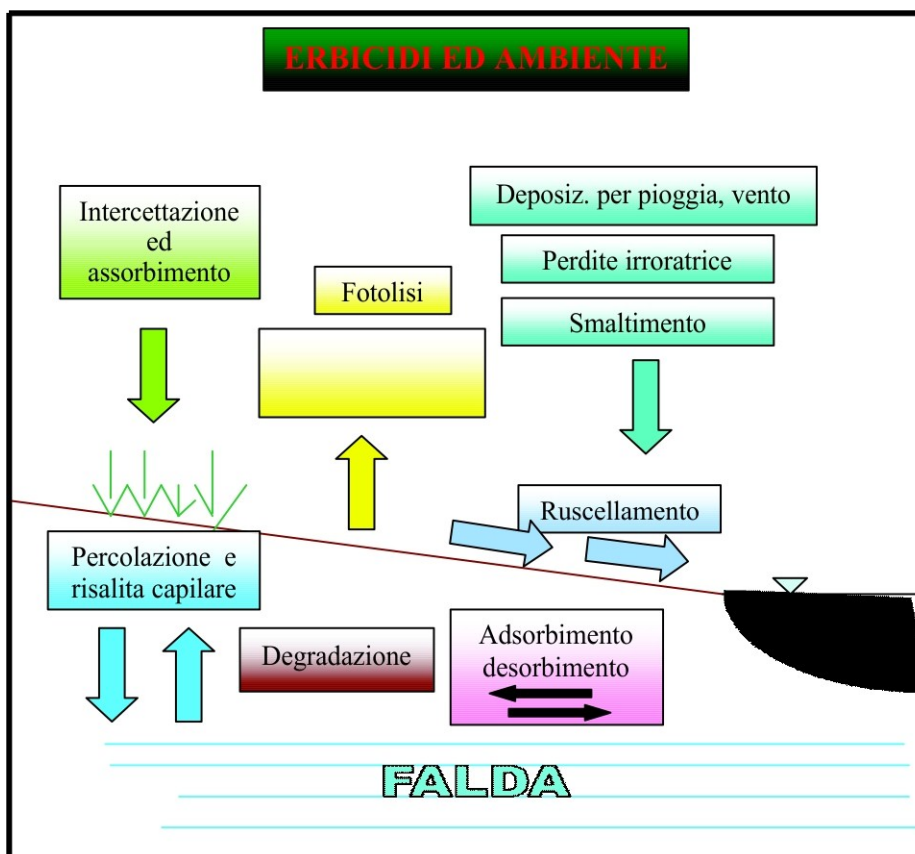 ERBICIDI ED AMBIENTE
Deposiz. per pioggia, vento
Intercettazione
ed
assorbimento
Perdite irroratrice
Fotolisi
Smaltimento
Ruscellamento
Percolazione e
risalita capilare
Degradazione
Adsorbimento
desorbimento
FALDA